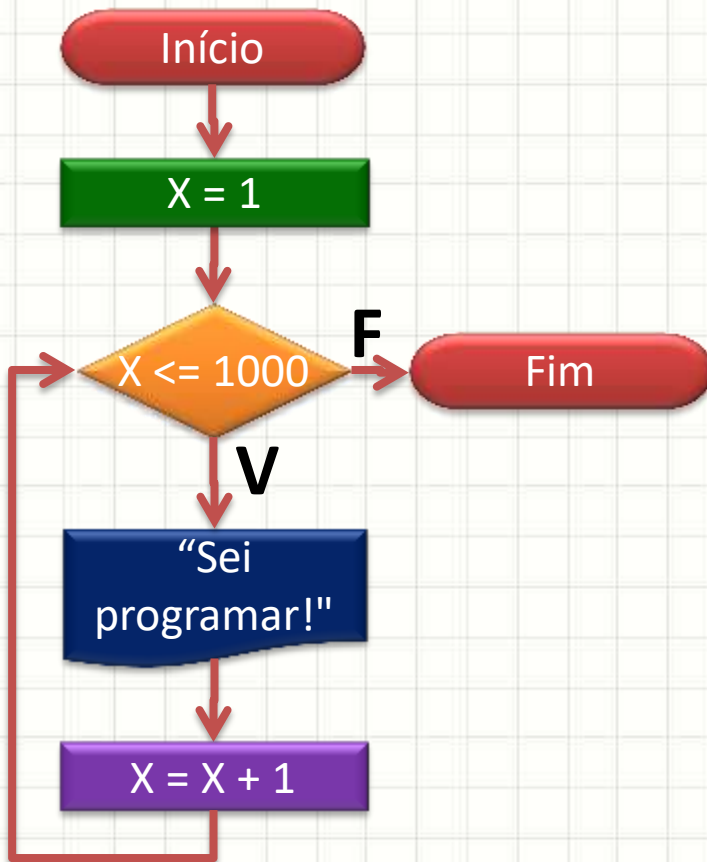 Início
X = 1
X <= 1000
F
Fim
V
“Sei
programar!"
X = X + 1